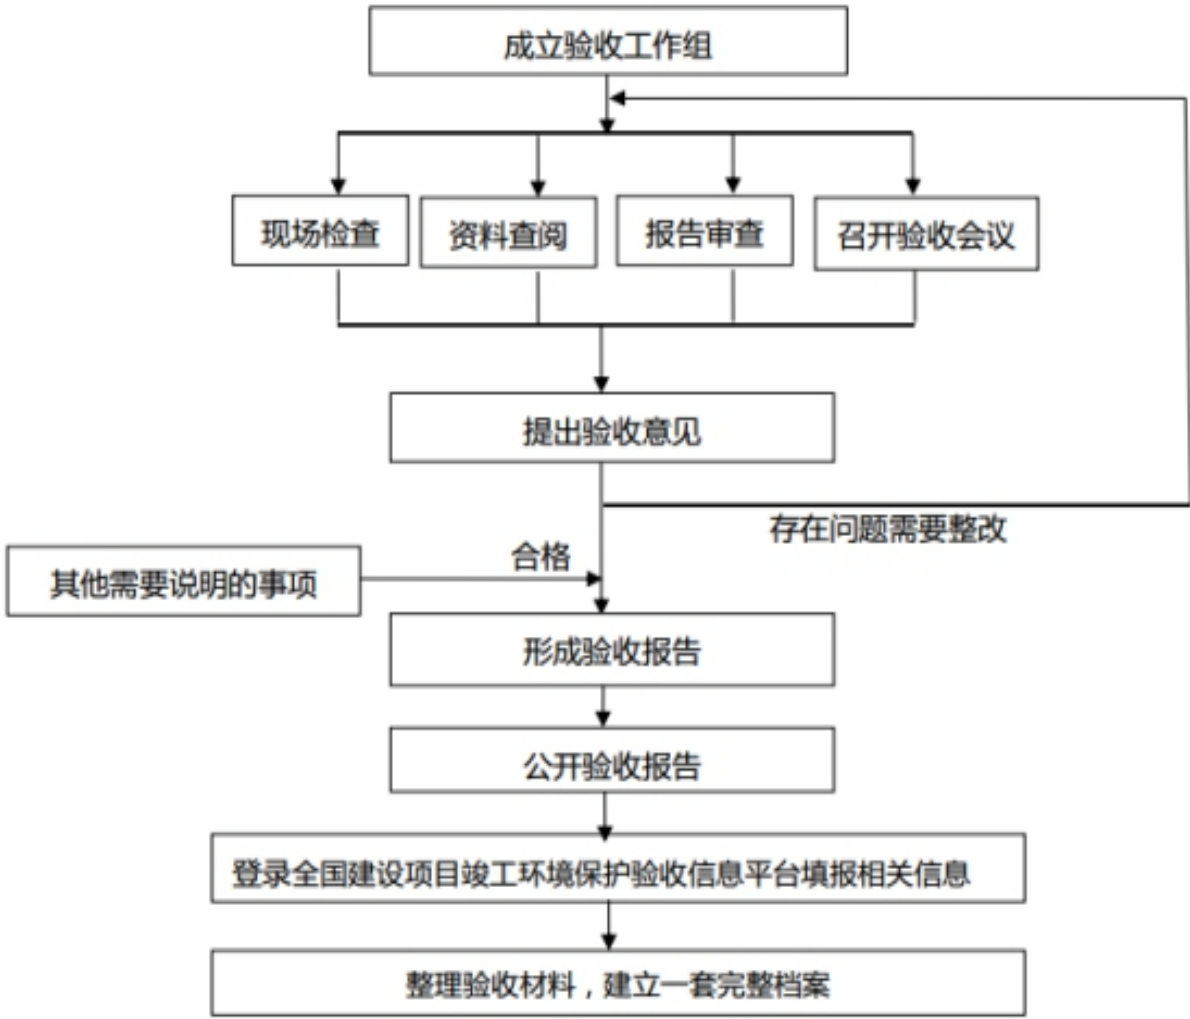 成立验收工作组
现场检查
资料查阅
报告审查
召开验收会议
提出验收意见
存在问题需要整改
合格
其他需要说明的事项
形成验收报告
公开验收报告
登录全国建设项目竣工环境保护验收信息平台填报相关信息
整理验收材料，建立一套完整档案